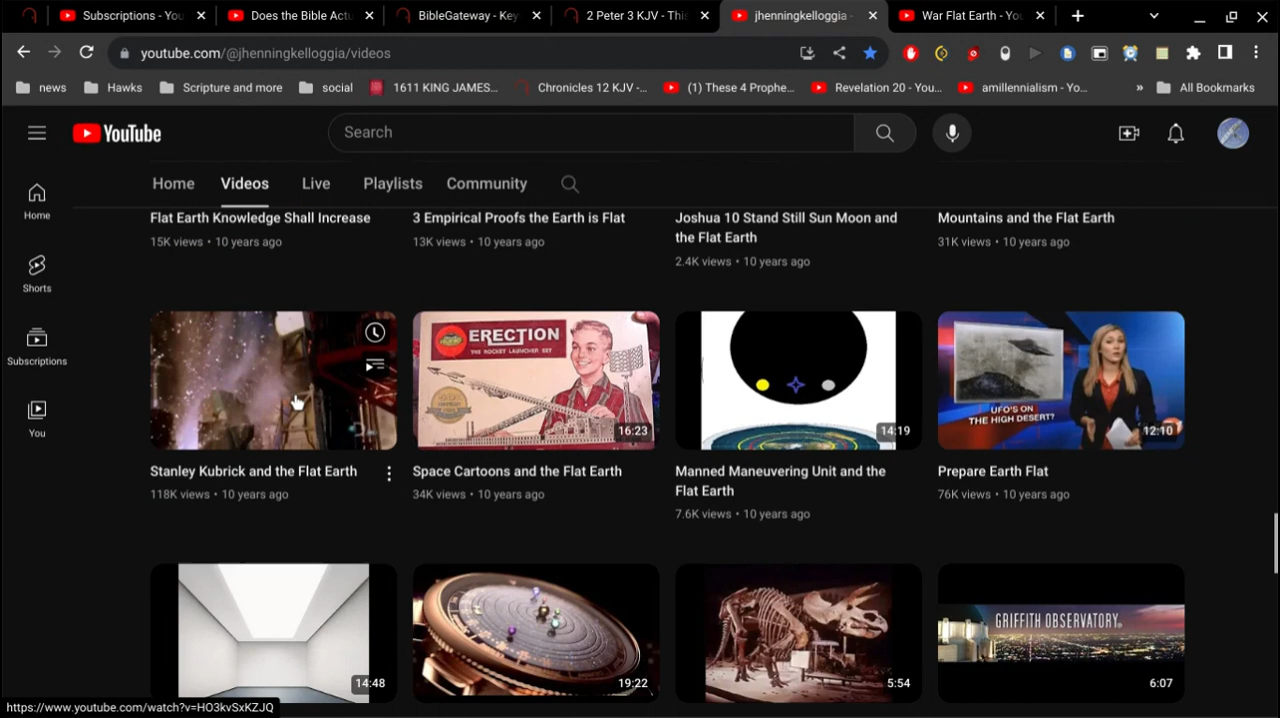 Subscriptions - You
Does the Bible Actu
BibleGateway - Key
2 Peter 3 KJV - This
jhenningkelloggia -
War Flat Earth - You
youtube.com/@jhenningkelloggia/videos
news
Hawks
Scripture and more
social
1611 KING JAMES...
Chronicles 12 KJV -...
(1) These 4 Prophe...
Revelation 20 - You...
amillennialism - Yo...
»
All Bookmarks
YouTube
Search
Home
Videos
Live
Playlists
Community
Home
Shorts
Subscriptions
You
Flat Earth Knowledge Shall Increase
15K views • 10 years ago
3 Empirical Proofs the Earth is Flat
13K views • 10 years ago
Joshua 10 Stand Still Sun Moon and
the Flat Earth
2.4K views • 10 years ago
Mountains and the Flat Earth
31K views • 10 years ago
Stanley Kubrick and the Flat Earth
118K views • 10 years ago
ERECTION
THE ROCKET LAUNCHER SET
16:23
Space Cartoons and the Flat Earth
34K views • 10 years ago
14:19
Manned Maneuvering Unit and the
Flat Earth
7.6K views • 10 years ago
UFO'S ON
THE HIGH DESERT?
12:10
Prepare Earth Flat
76K views • 10 years ago
14:48
19:22
5:54
GRIFFITH OBSERVATORY
6:07
https://www.youtube.com/watch?v=HO3kvSxKZJQ